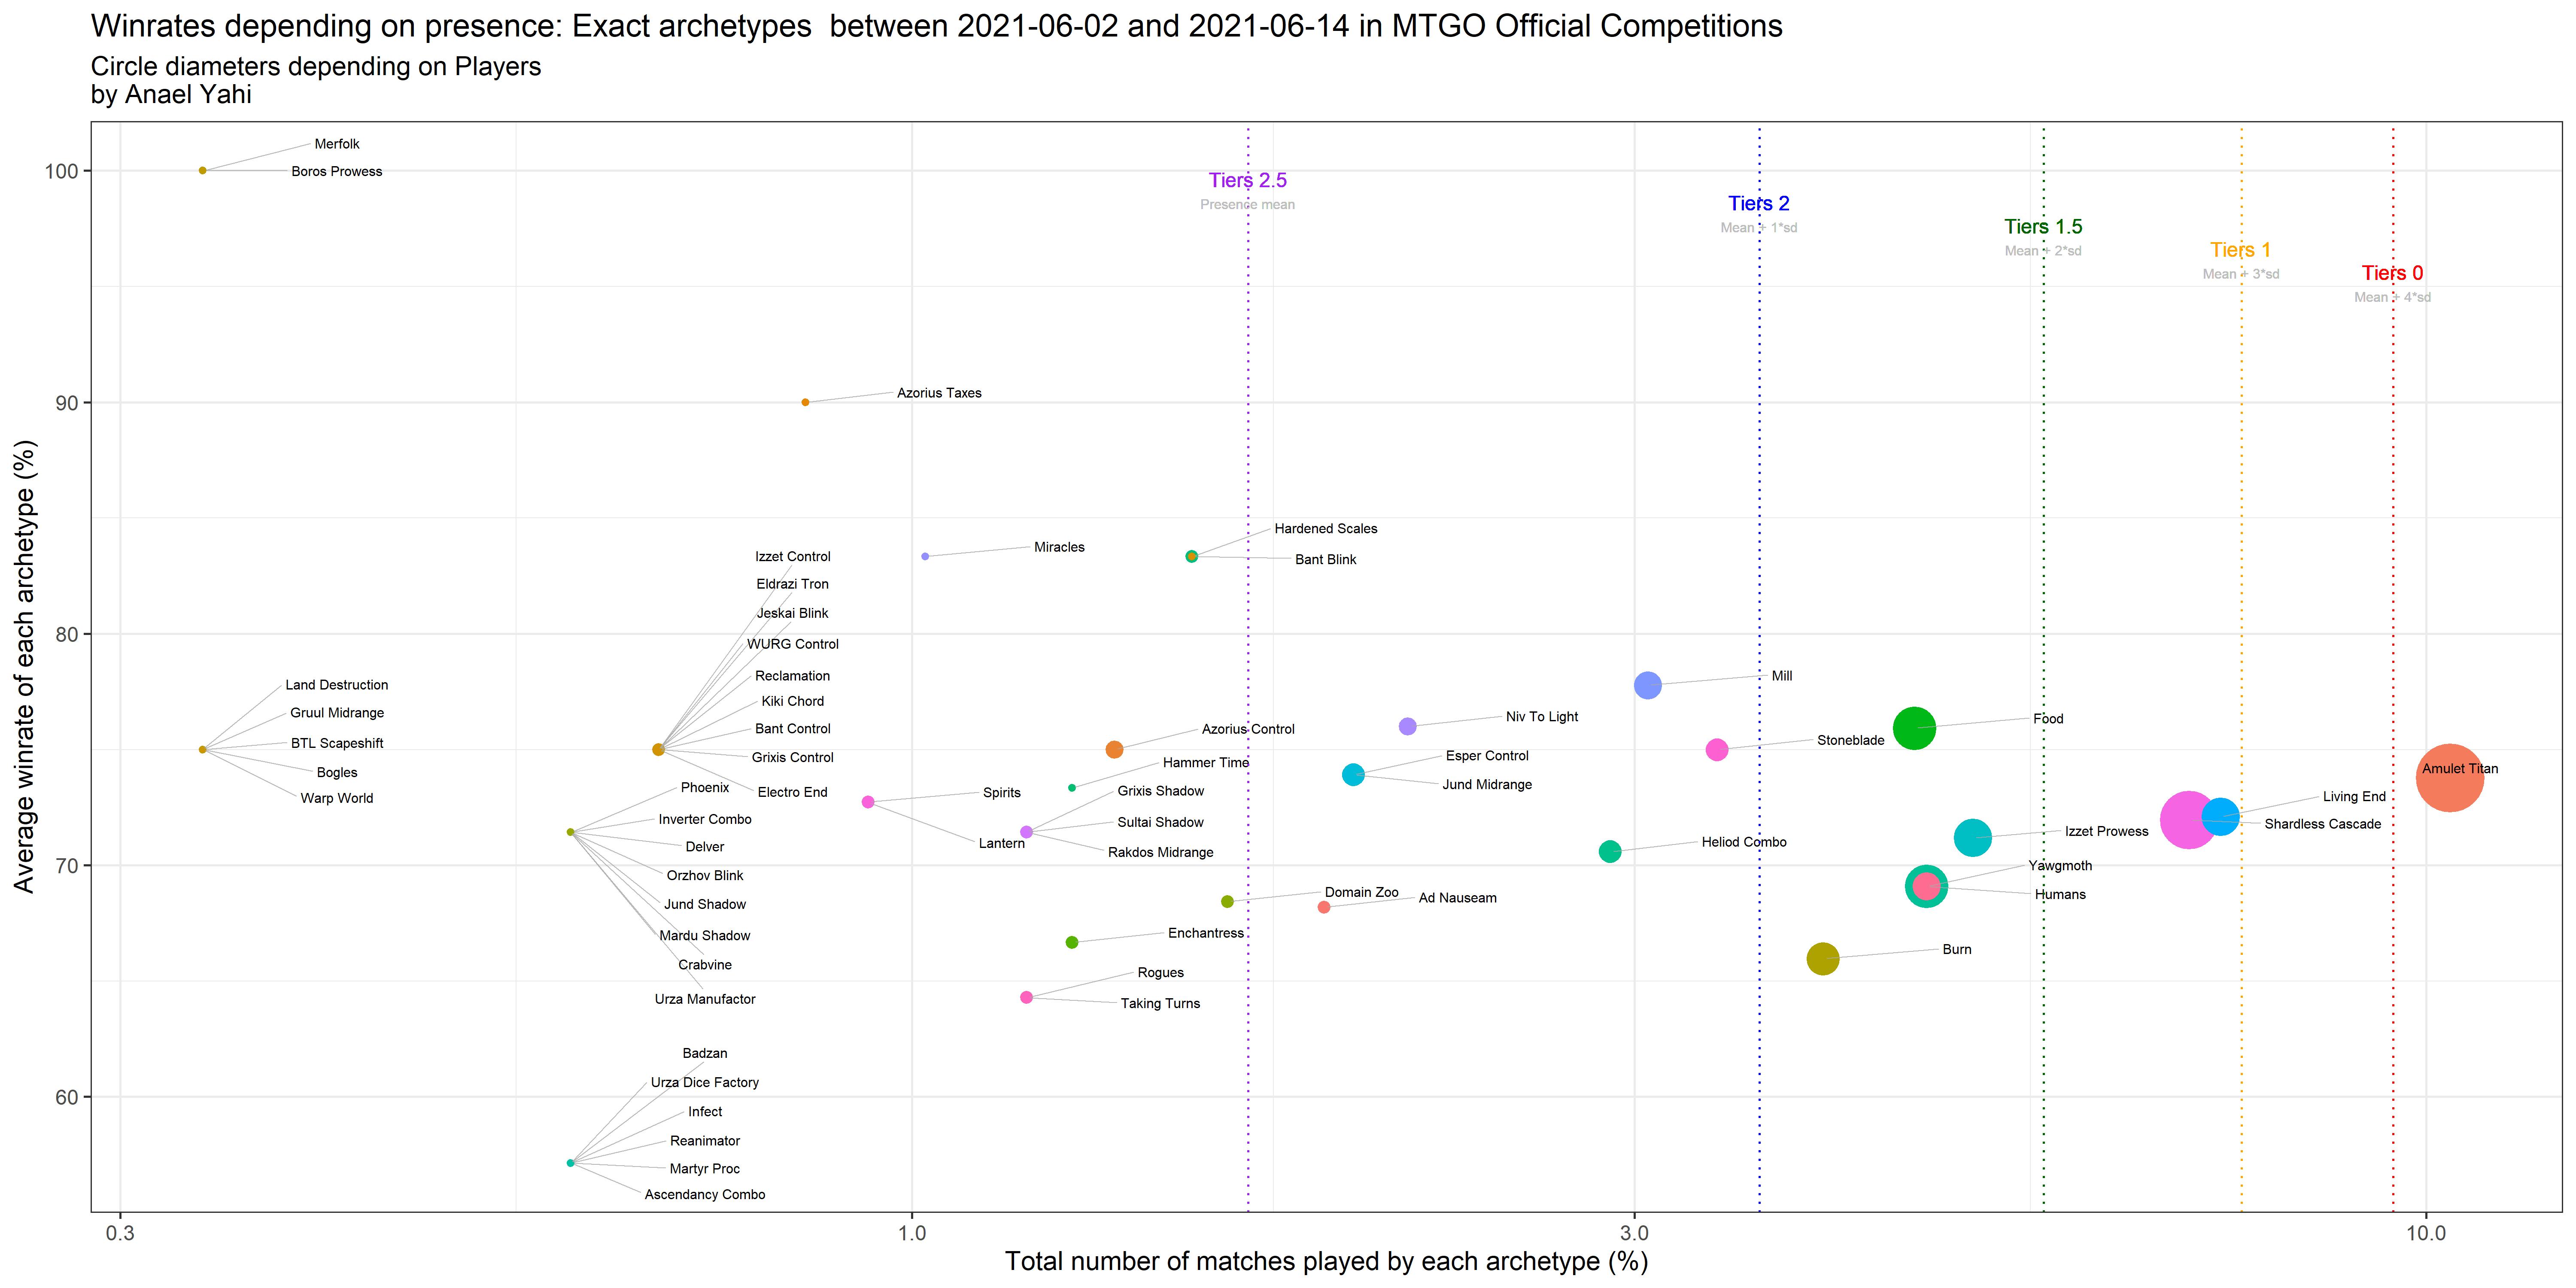 Winrates depending on presence: Exact archetypes  between 2021-06-02 and 2021-06-14 in MTGO Official Competitions
Circle diameters depending on Players
by Anael Yahi
Average winrate of each archetype (%)
100
90
80
70
60
Merfolk
Boros Prowess
Tiers 2.5
Presence mean
Tiers 2
Mean + 1*sd
Tiers 1.5
Mean + 2*sd
Tiers 1
Mean + 3*sd
Tiers 0
Mean + 4*sd
Azorius Taxes
Hardened Scales
Bant Blink
Miracles
Izzet Control
Eldrazi Tron
Jeskai Blink
WURG Control
Reclamation
Kiki Chord
Bant Control
Grixis Control
Electro End
Land Destruction
Gruul Midrange
BTL Scapeshift
Bogles
Warp World
Mill
Niv To Light
Food
Azorius Control
Stoneblade
Esper Control
Jund Midrange
Hammer Time
Amulet Titan
Phoenix
Inverter Combo
Delver
Orzhov Blink
Jund Shadow
Mardu Shadow
Crabvine
Urza Manufactor
Spirits
Lantern
Grixis Shadow
Sultai Shadow
Rakdos Midrange
Living End
Shardless Cascade
Izzet Prowess
Heliod Combo
Yawgmoth
Humans
Domain Zoo
Ad Nauseam
Enchantress
Burn
Rogues
Taking Turns
Badzan
Urza Dice Factory
Infect
Reanimator
Martyr Proc
Ascendancy Combo
0.3
1.0
3.0
10.0
Total number of matches played by each archetype (%)